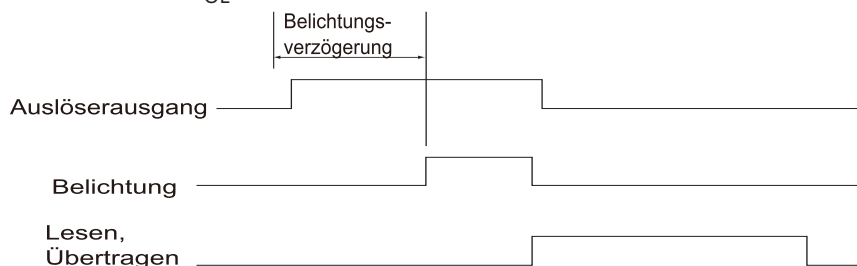 Belichtungs-
verzögerung
Auslöserausgang
Belichtung
Lesen,
Übertragen